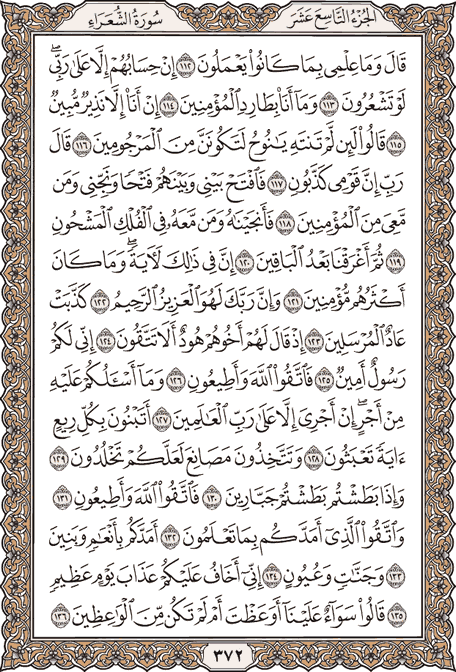 الجزء التاسع عشر
سورة الشعراء
قَالَ وَمَا عِلْمِى بِمَا كَانُوا۟ يَعْمَلُونَ ١١٢ إِنْ حِسَابُهُمْ إِلَّا عَلَىٰ رَبِّىۖ
لَوْ تَشْعُرُونَ ١١٣ وَمَآ أَنَا۠ بِطَارِدِ ٱلْمُؤْمِنِينَ ١١٤ إِنْ أَنَا۠ إِلَّا نَذِيرٌ مُّبِينٌ
١١٥ قَالُوا۟ لَئِن لَّمْ تَنتَهِ يَـٰنُوحُ لَتَكُونَنَّ مِنَ ٱلْمَرْجُومِينَ ١١٦ قَالَ
رَبِّ إِنَّ قَوْمِى كَذَّبُونِ ١١٧ فَٱفْتَحْ بَيْنِى وَبَيْنَهُمْ فَتْحًا وَنَجِّنِى وَمَن
مَّعِىَ مِنَ ٱلْمُؤْمِنِينَ ١١٨ فَأَنجَيْنَـٰهُ وَمَن مَّعَهُۥ فِى ٱلْفُلْكِ ٱلْمَشْحُونِ
١١٩ ثُمَّ أَغْرَقْنَا بَعْدُ ٱلْبَاقِينَ ١٢٠ إِنَّ فِى ذَٰلِكَ لَـَٔايَةًۖ وَمَا كَانَ
أَكْثَرُهُم مُّؤْمِنِينَ ١٢١ وَإِنَّ رَبَّكَ لَهُوَ ٱلْعَزِيزُ ٱلرَّحِيمُ ١٢٢ كَذَّبَتْ
عَادٌ ٱلْمُرْسَلِينَ ١٢٣ إِذْ قَالَ لَهُمْ أَخُوهُمْ هُودٌ أَلَا تَتَّقُونَ ١٢٤ إِنِّى لَكُمْ
رَسُولٌ أَمِينٌ ١٢٥ فَٱتَّقُوا۟ ٱللَّهَ وَأَطِيعُونِ ١٢٦ وَمَآ أَسْـَٔلُكُمْ عَلَيْهِ
مِنْ أَجْرٍۖ إِنْ أَجْرِىَ إِلَّا عَلَىٰ رَبِّ ٱلْعَـٰلَمِينَ ١٢٧ أَتَبْنُونَ بِكُلِّ رِيعٍ
ءَايَةً تَعْبَثُونَ ١٢٨ وَتَتَّخِذُونَ مَصَانِعَ لَعَلَّكُمْ تَخْلُدُونَ ١٢٩
وَإِذَا بَطَشْتُم بَطَشْتُمْ جَبَّارِينَ ١٣٠ فَٱتَّقُوا۟ ٱللَّهَ وَأَطِيعُونِ ١٣١
وَٱتَّقُوا۟ ٱلَّذِىٓ أَمَدَّكُم بِمَا تَعْلَمُونَ ١٣٢ أَمَدَّكُم بِأَنْعَـٰمٍ وَبَنِينَ
١٣٣ وَجَنَّـٰتٍ وَعُيُونٍ ١٣٤ إِنِّىٓ أَخَافُ عَلَيْكُمْ عَذَابَ يَوْمٍ عَظِيمٍ
١٣٥ قَالُوا۟ سَوَآءٌ عَلَيْنَآ أَوَعَظْتَ أَمْ لَمْ تَكُن مِّنَ ٱلْوَٰعِظِينَ ١٣٦
٣٧٢